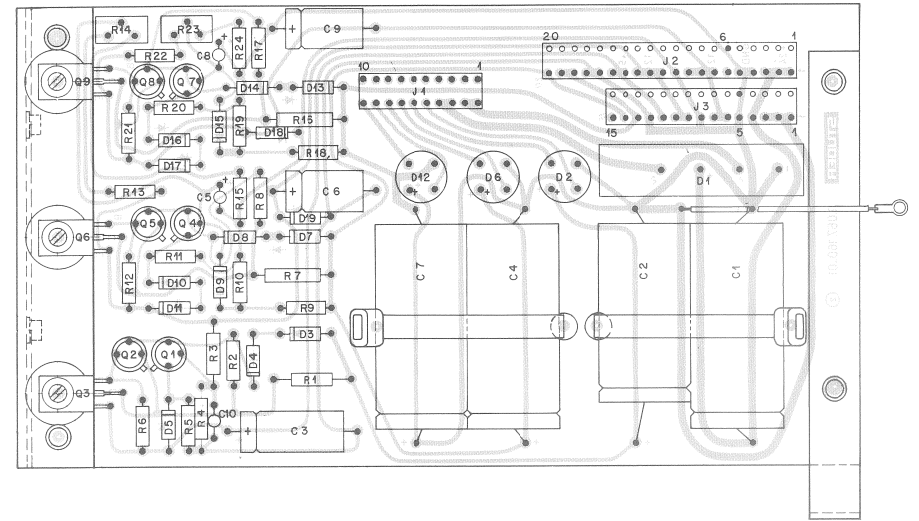 R14
R23
C8
+
R24
R17
+
C9
20
6
1
J2
R22
Q9
Q8
Q7
D14
D13
10
1
J4
R21
R20
D15
R19
R16
D18
J3
15
5
1
D16
D17
R18
D12
+
D6
+
D2
+
D1
STUDER
R13
C5
+
R15
R8
+
C6
D19
Q6
Q5
Q4
D8
D7
R11
R12
D10
D9
R10
R7
C7
C4
C2
C1
D11
R9
Q2
Q1
R3
R2
D4
D3
R1
Q3
R6
D5
R5
R4
C10
+
C3